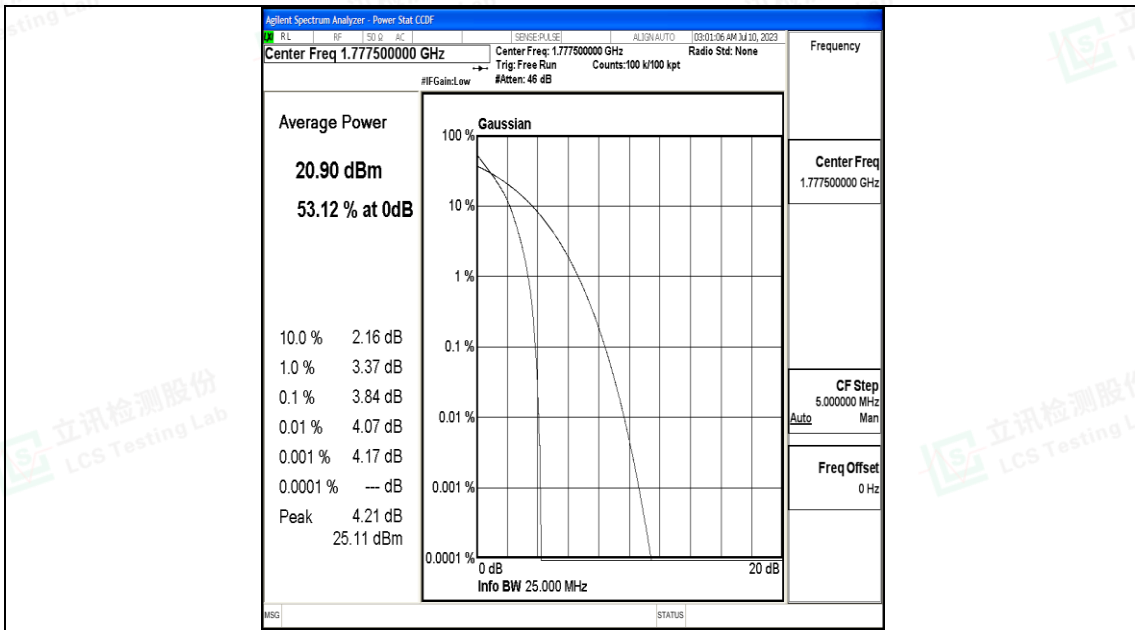 Agilent Spectrum Analyzer - Power Stat CCDF
RL RF 50 Ω AC SENSE:PULSE ALIGN AUTO 03:01:06 AM Jul 10, 2023
Center Freq 1.777500000 GHz
Center Freq: 1.777500000 GHz Radio Std: None
Trig: Free Run Counts:100 k/100 kpt
#IFGain:Low #Atten: 46 dB
Frequency
Average Power
20.90 dBm
53.12 % at 0dB
10.0 % 2.16 dB
1.0 % 3.37 dB
0.1 % 3.84 dB
0.01 % 4.07 dB
0.001 % 4.17 dB
0.0001 % --- dB
Peak 4.21 dB
25.11 dBm
Gaussian
100 %
10 %
1 %
0.1 %
0.01 %
0.001 %
0.0001 %
0 dB 20 dB
Info BW 25.000 MHz
Center Freq
1.777500000 GHz
CF Step
5.000000 MHz
Auto Man
Freq Offset
0 Hz
MSG STATUS
立讯检测股份
LCS Testing Lab
立讯检测股份
LCS Testing L